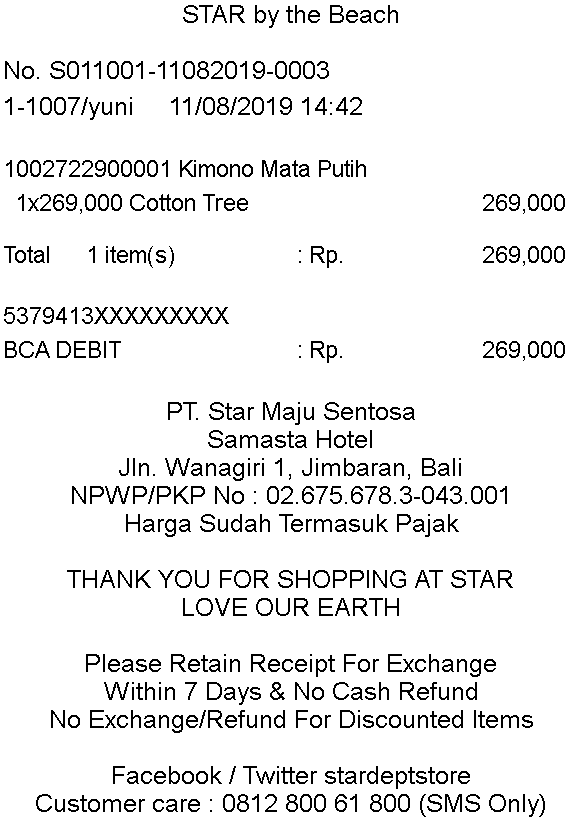 STAR by the Beach
No. S011001-11082019-0003
1-1007/yuni 11/08/2019 14:42
1002722900001 Kimono Mata Putih
1x269,000 Cotton Tree 269,000
Total 1 item(s) : Rp. 269,000
5379413XXXXXXXXX
BCA DEBIT : Rp. 269,000
PT. Star Maju Sentosa
Samasta Hotel
Jln. Wanagiri 1, Jimbaran, Bali
NPWP/PKP No : 02.675.678.3-043.001
Harga Sudah Termasuk Pajak
THANK YOU FOR SHOPPING AT STAR
LOVE OUR EARTH
Please Retain Receipt For Exchange
Within 7 Days & No Cash Refund
No Exchange/Refund For Discounted Items
Facebook / Twitter stardeptstore
Customer care : 0812 800 61 800 (SMS Only)